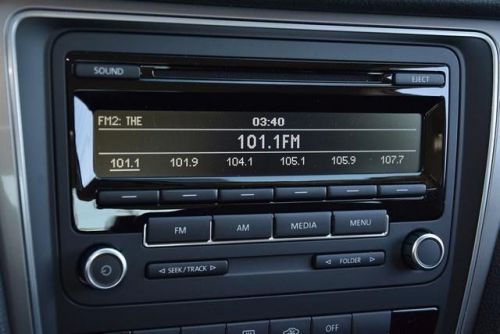 SOUND
EJECT
FM2: THE 03:40
101.1FM
101.1 101.9 104.1 105.1 105.9 107.7
FM AM MEDIA MENU
SEEK/TRACK FOLDER
OFF